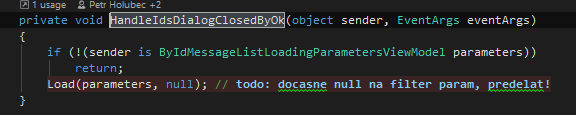 1 usage Petr Holubec +2
private void HandleIdsDialogClosedByOk(object sender, EventArgs eventArgs)
{
if (!(sender is ByIdMessageListLoadingParametersViewModel parameters))
return;
Load(parameters, null); // todo: docasne null na filter param, predelat!
}